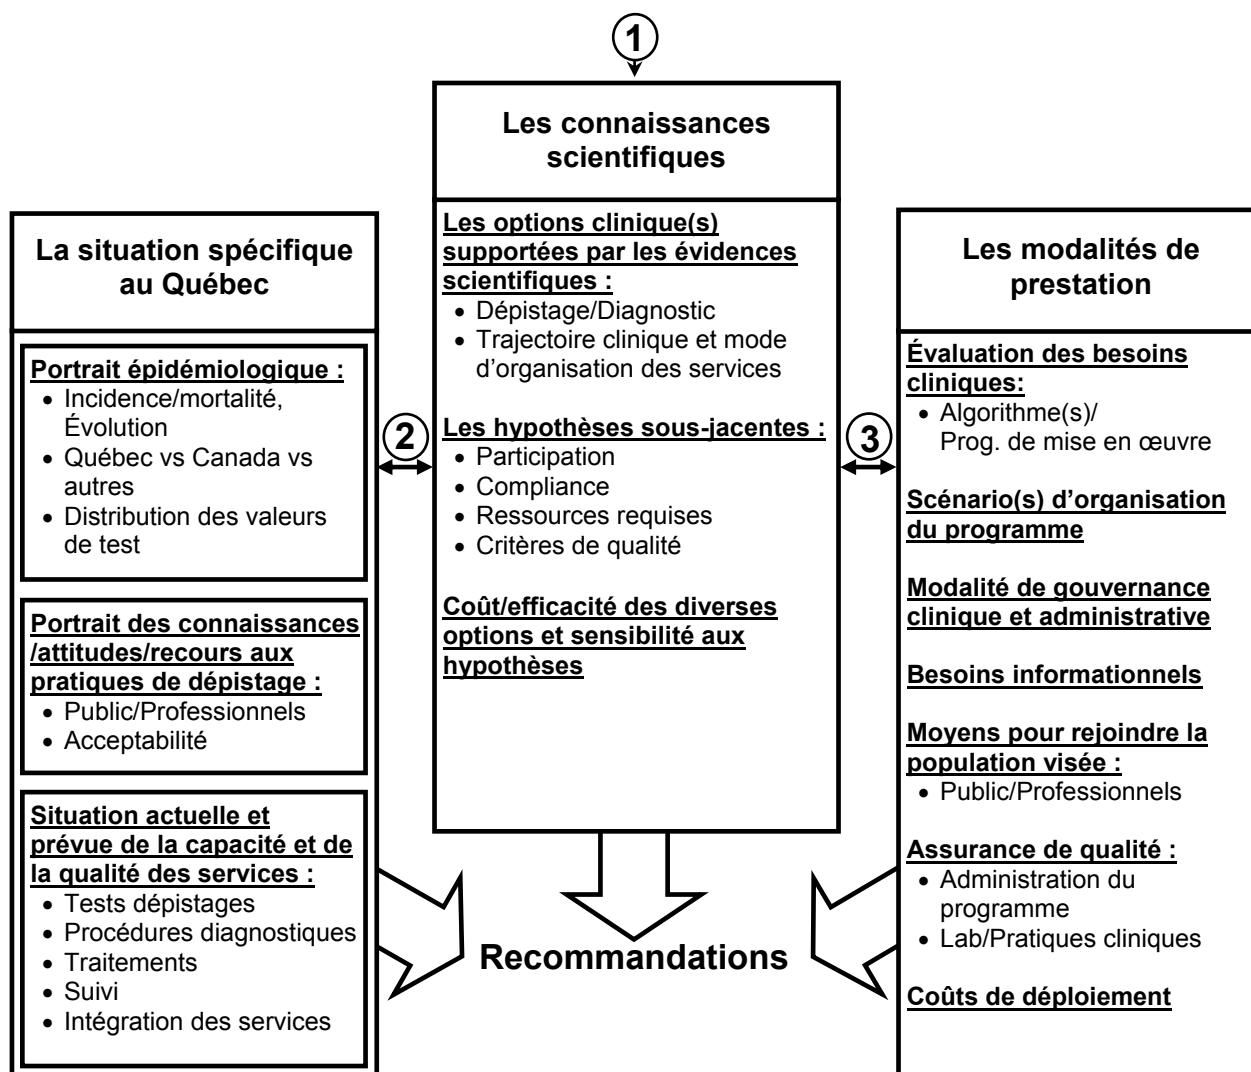 1
Les connaissances
scientifiques
Les options clinique(s)
supportées par les évidences
scientifiques :
• Dépistage/Diagnostic
• Trajectoire clinique et mode
d'organisation des services
Les hypothèses sous-jacentes :
• Participation
• Compliance
• Ressources requises
• Critères de qualité
Coût/efficacité des diverses
options et sensibilité aux
hypothèses
2
La situation spécifique
au Québec
Portrait épidémiologique :
• Incidence/mortalité,
Évolution
• Québec vs Canada vs
autres
• Distribution des valeurs
de test
Portrait des connaissances
/attitudes/recours aux
pratiques de dépistage :
• Public/Professionnels
• Acceptabilité
Situation actuelle et
prévue de la capacité et de
la qualité des services :
• Tests dépistages
• Procédures diagnostiques
• Traitements
• Suivi
• Intégration des services
3
Les modalités de
prestation
Évaluation des besoins
cliniques:
• Algorithme(s)/
Prog. de mise en œuvre
Scénario(s) d'organisation
du programme
Modalité de gouvernance
clinique et administrative
Besoins informationnels
Moyens pour rejoindre la
population visée :
• Public/Professionnels
Assurance de qualité :
• Administration du
programme
• Lab/Pratiques cliniques
Coûts de déploiement
Recommandations